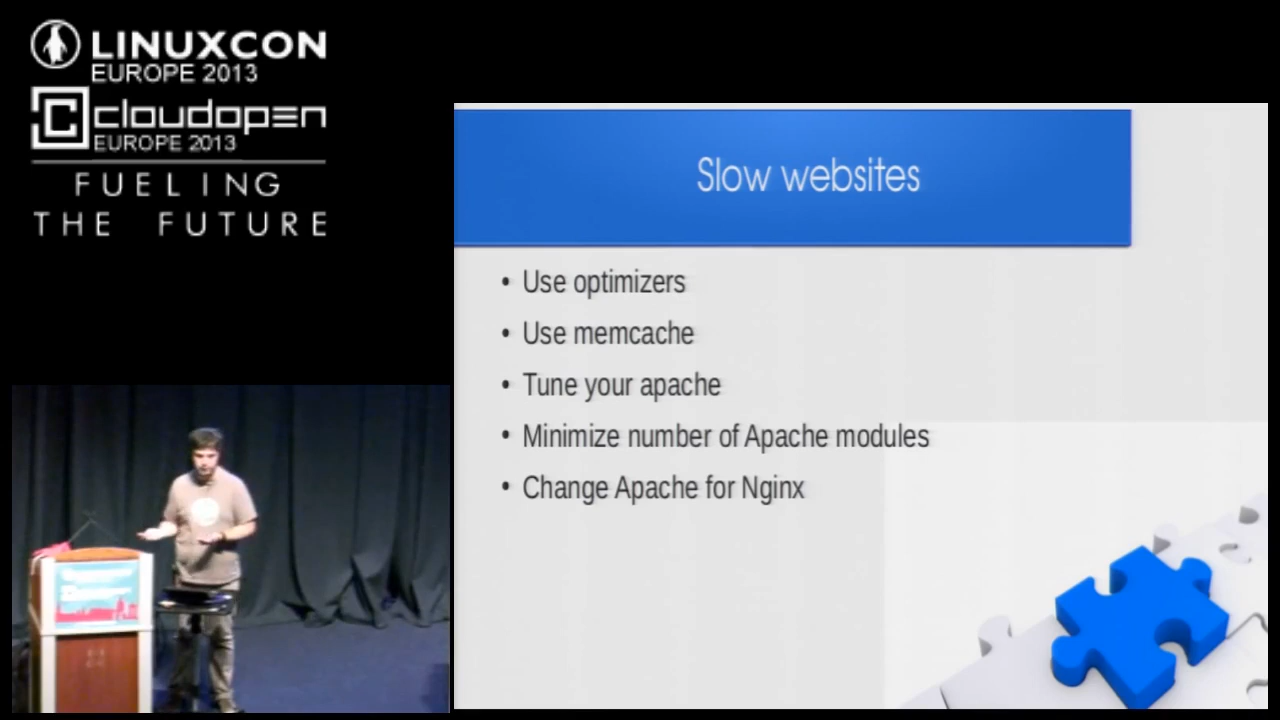 LINUXCON
EUROPE 2013
cloudopen
EUROPE 2013
FUELING
THE FUTURE
Slow websites
• Use optimizers
• Use memcache
• Tune your apache
• Minimize number of Apache modules
• Change Apache for Nginx